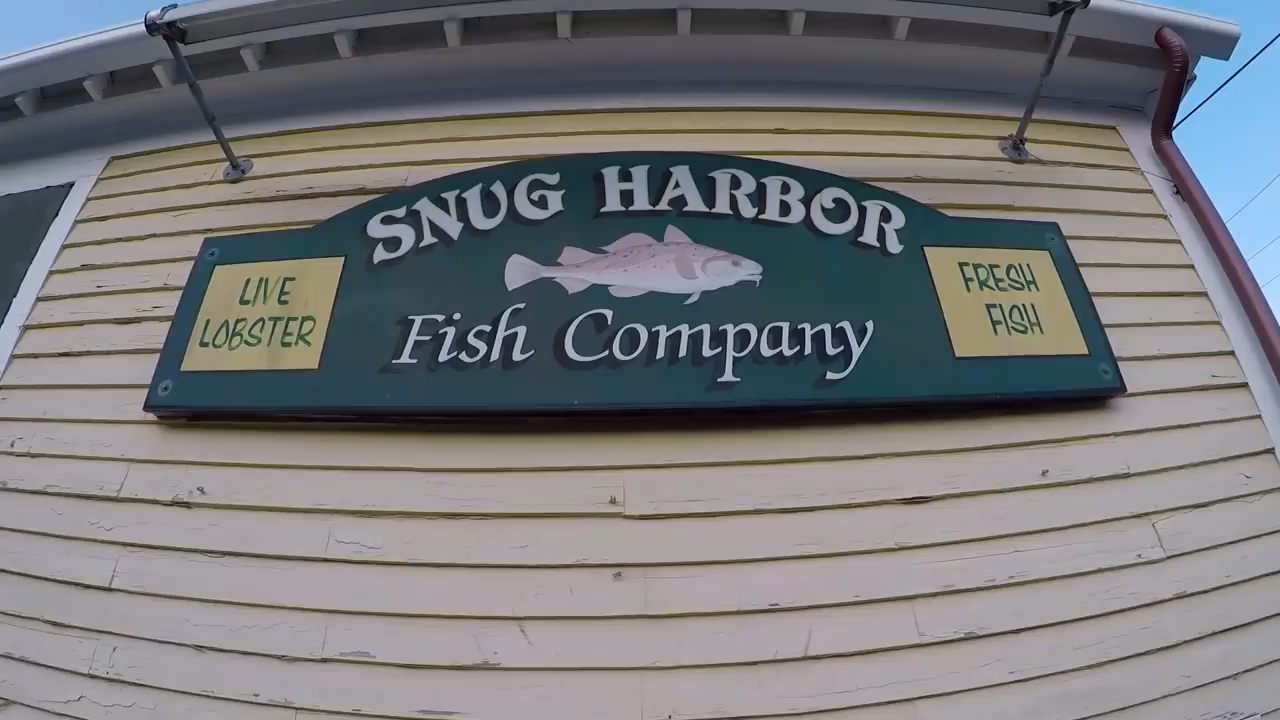 SNUG HARBOR
Fish Company
LIVE
LOBSTER
FRESH
FISH